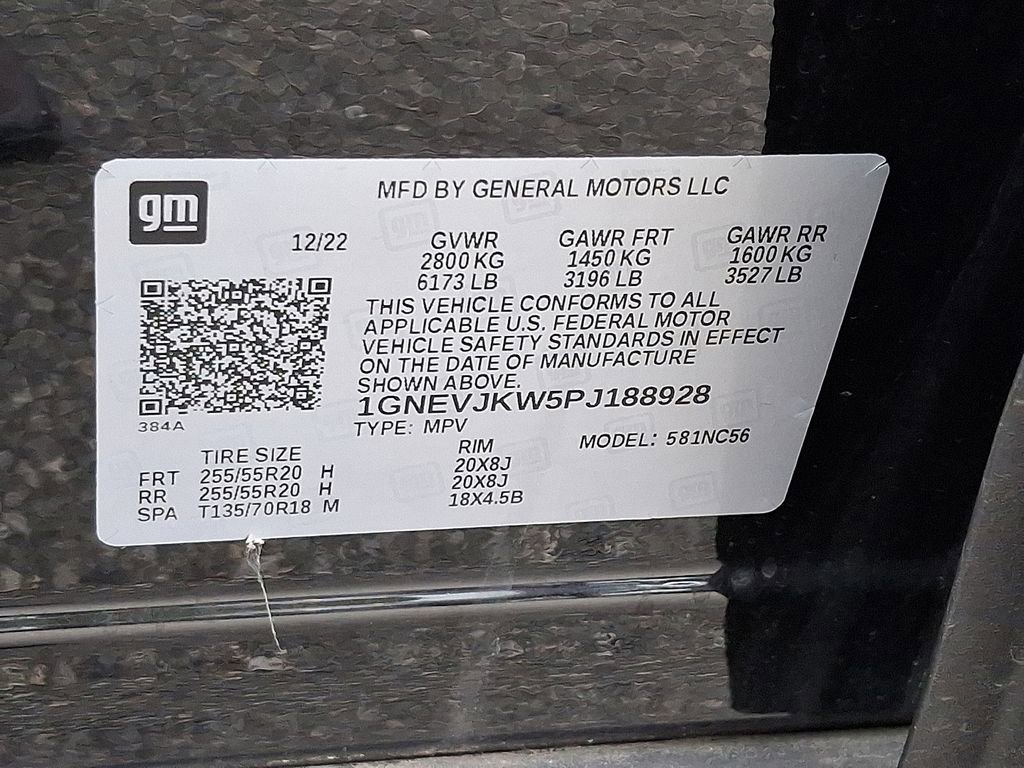 gm
MFD BY GENERAL MOTORS LLC
12/22
GVWR GAWR FRT GAWR RR
2800 KG 1450 KG 1600 KG
6173 LB 3196 LB 3527 LB
THIS VEHICLE CONFORMS TO ALL
APPLICABLE U.S. FEDERAL MOTOR
VEHICLE SAFETY STANDARDS IN EFFECT
ON THE DATE OF MANUFACTURE
SHOWN ABOVE.
1GNEVJKW5PJ188928
384A
TYPE: MPV MODEL: 581NC56
TIRE SIZE RIM
FRT 255/55R20 H 20X8J
RR 255/55R20 H 20X8J
SPA T135/70R18 M 18X4.5B